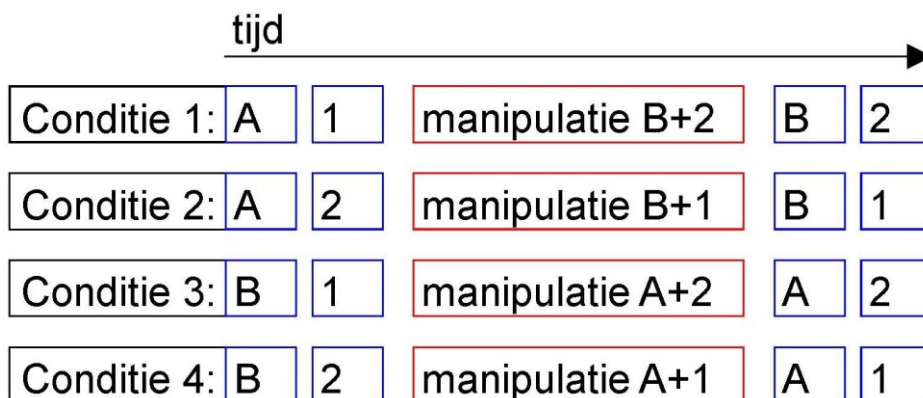 tijd
Conditie 1: A 1 manipulatie B+2 B 2
Conditie 2: A 2 manipulatie B+1 B 1
Conditie 3: B 1 manipulatie A+2 A 2
Conditie 4: B 2 manipulatie A+1 A 1